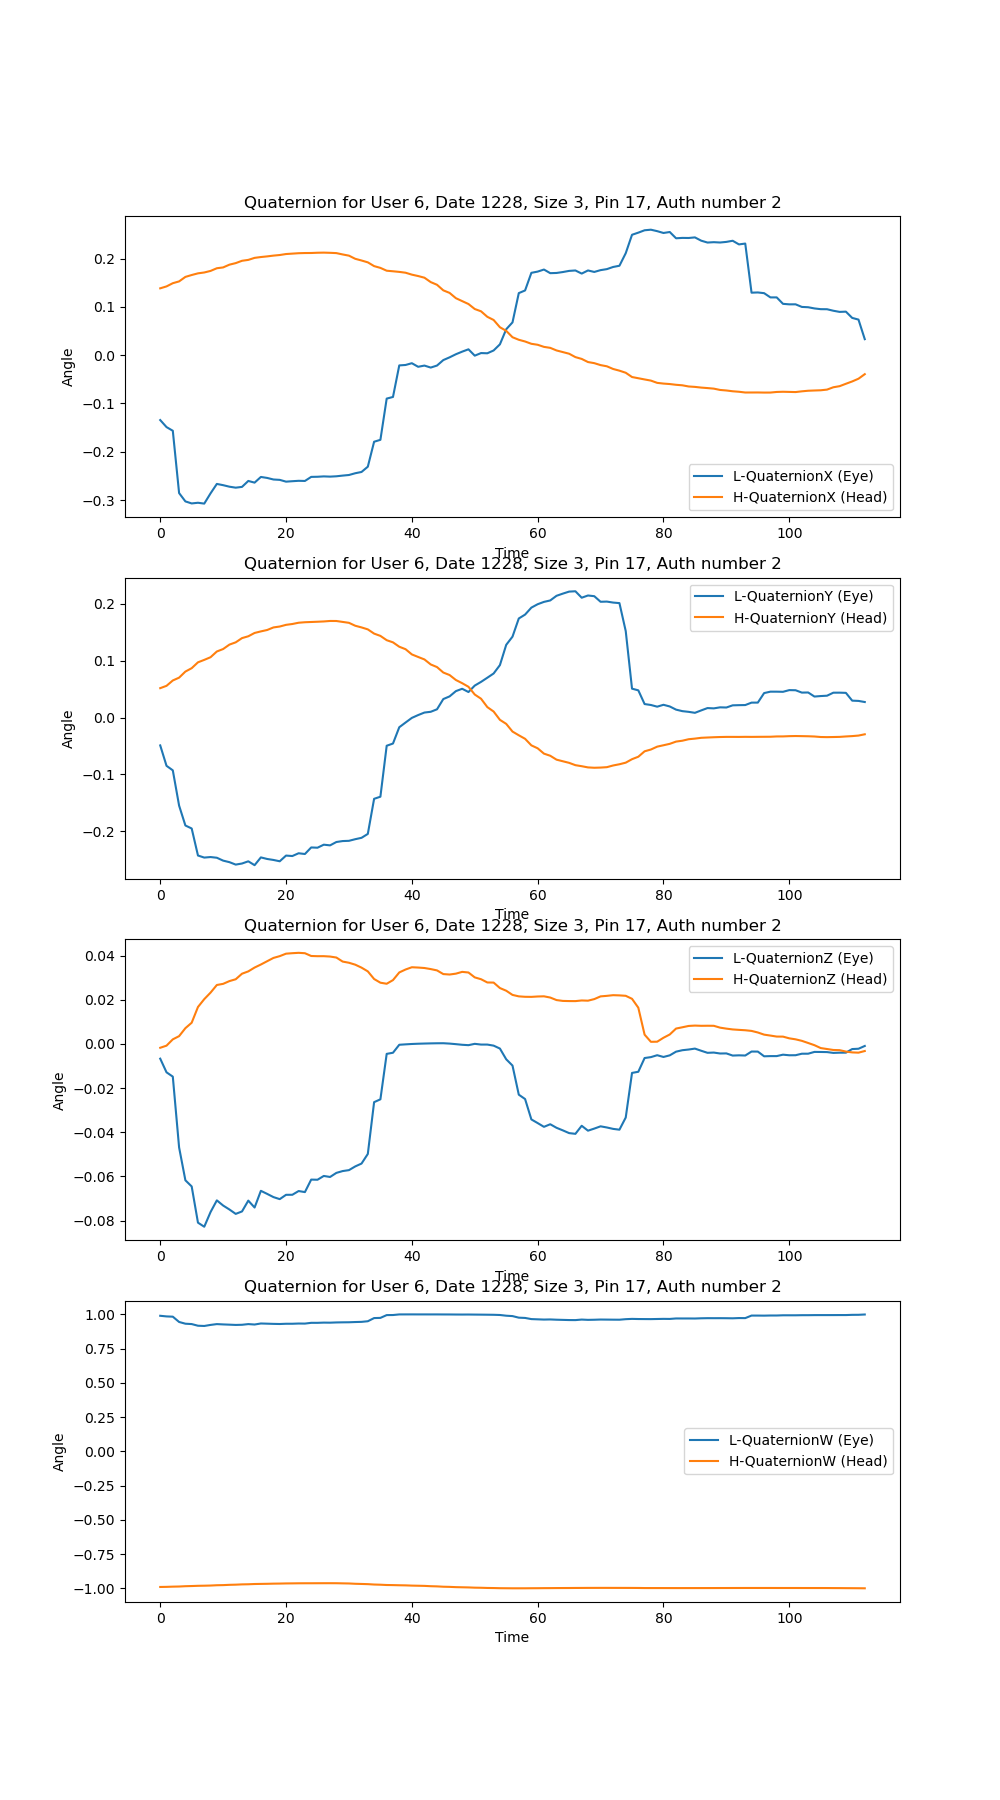 Quaternion for User 6, Date 1228, Size 3, Pin 17, Auth number 2
Angle
0.2
0.1
0.0
−0.1
−0.2
−0.3
L-QuaternionX (Eye)
H-QuaternionX (Head)
0 20 40 60 80 100
Time
Quaternion for User 6, Date 1228, Size 3, Pin 17, Auth number 2
Angle
0.2
0.1
0.0
−0.1
−0.2
L-QuaternionY (Eye)
H-QuaternionY (Head)
0 20 40 60 80 100
Time
Quaternion for User 6, Date 1228, Size 3, Pin 17, Auth number 2
Angle
0.04
0.02
0.00
−0.02
−0.04
−0.06
−0.08
L-QuaternionZ (Eye)
H-QuaternionZ (Head)
0 20 40 60 80 100
Time
Quaternion for User 6, Date 1228, Size 3, Pin 17, Auth number 2
Angle
1.00
0.75
0.50
0.25
0.00
−0.25
−0.50
−0.75
−1.00
L-QuaternionW (Eye)
H-QuaternionW (Head)
0 20 40 60 80 100
Time